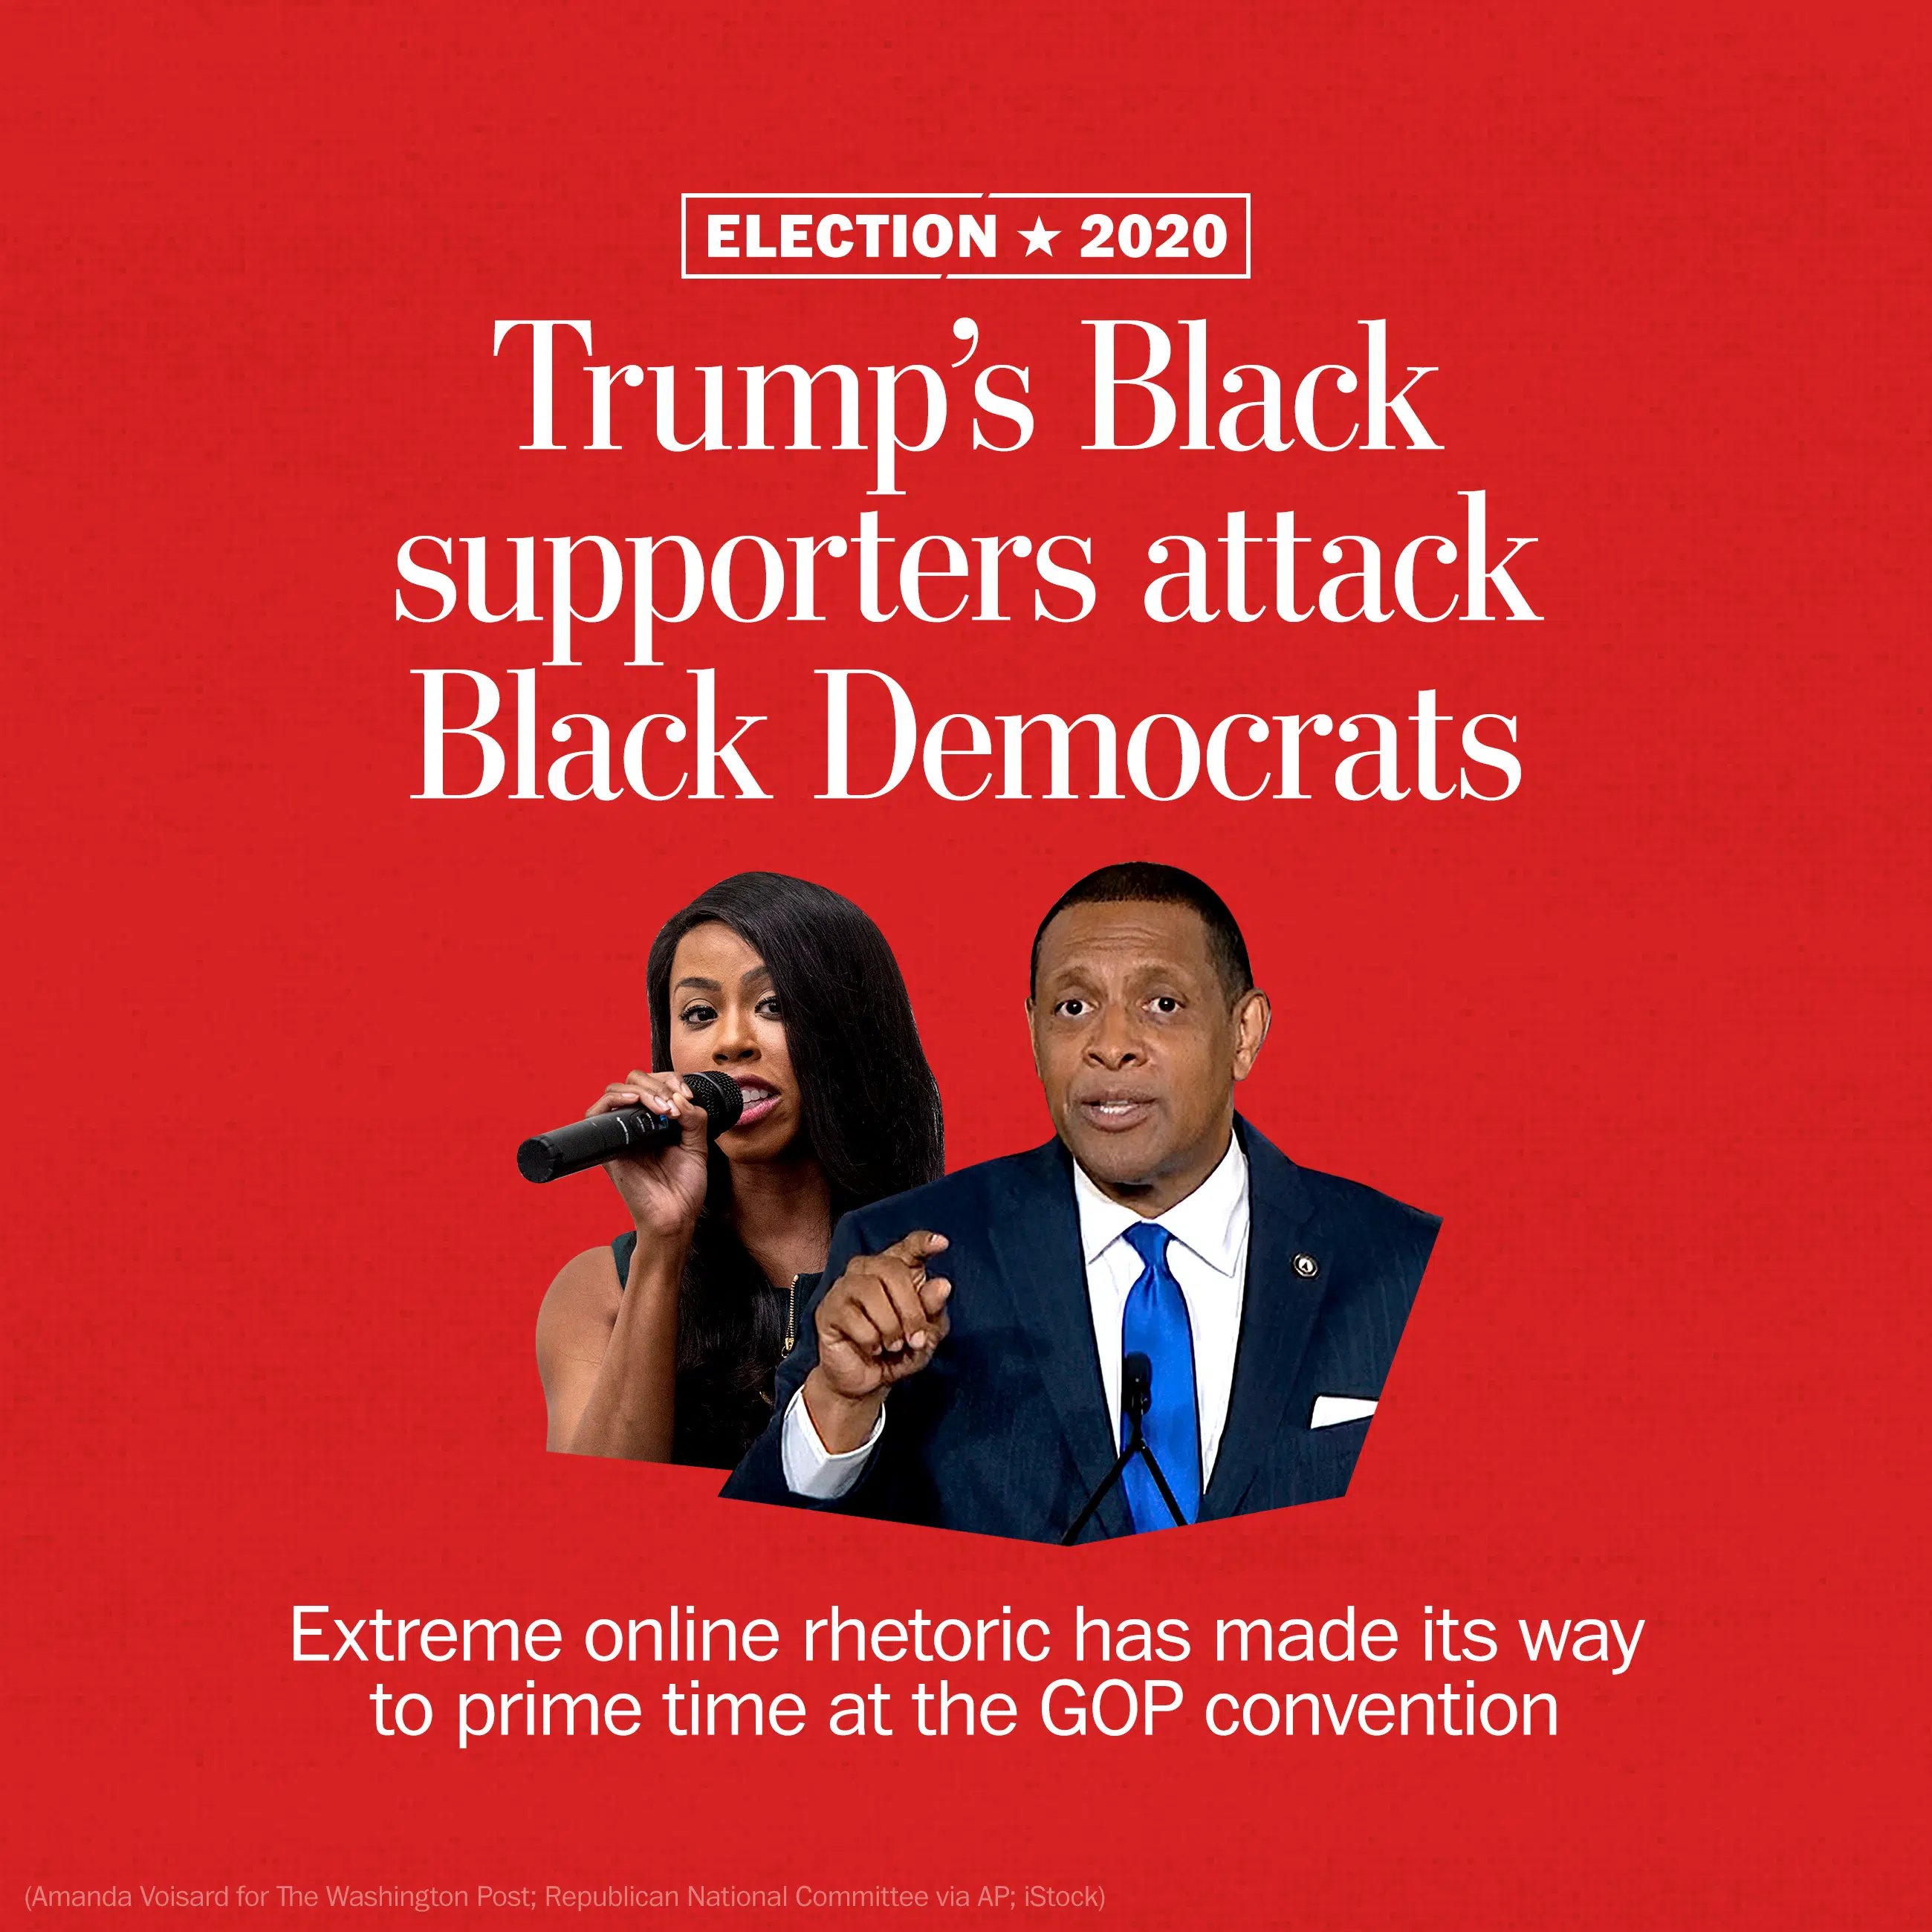 ELECTION ★ 2020
Trump’s Black
supporters attack
Black Democrats
Extreme online rhetoric has made its way
to prime time at the GOP convention
(Amanda Voisard for The Washington Post; Republican National Committee via AP; iStock)